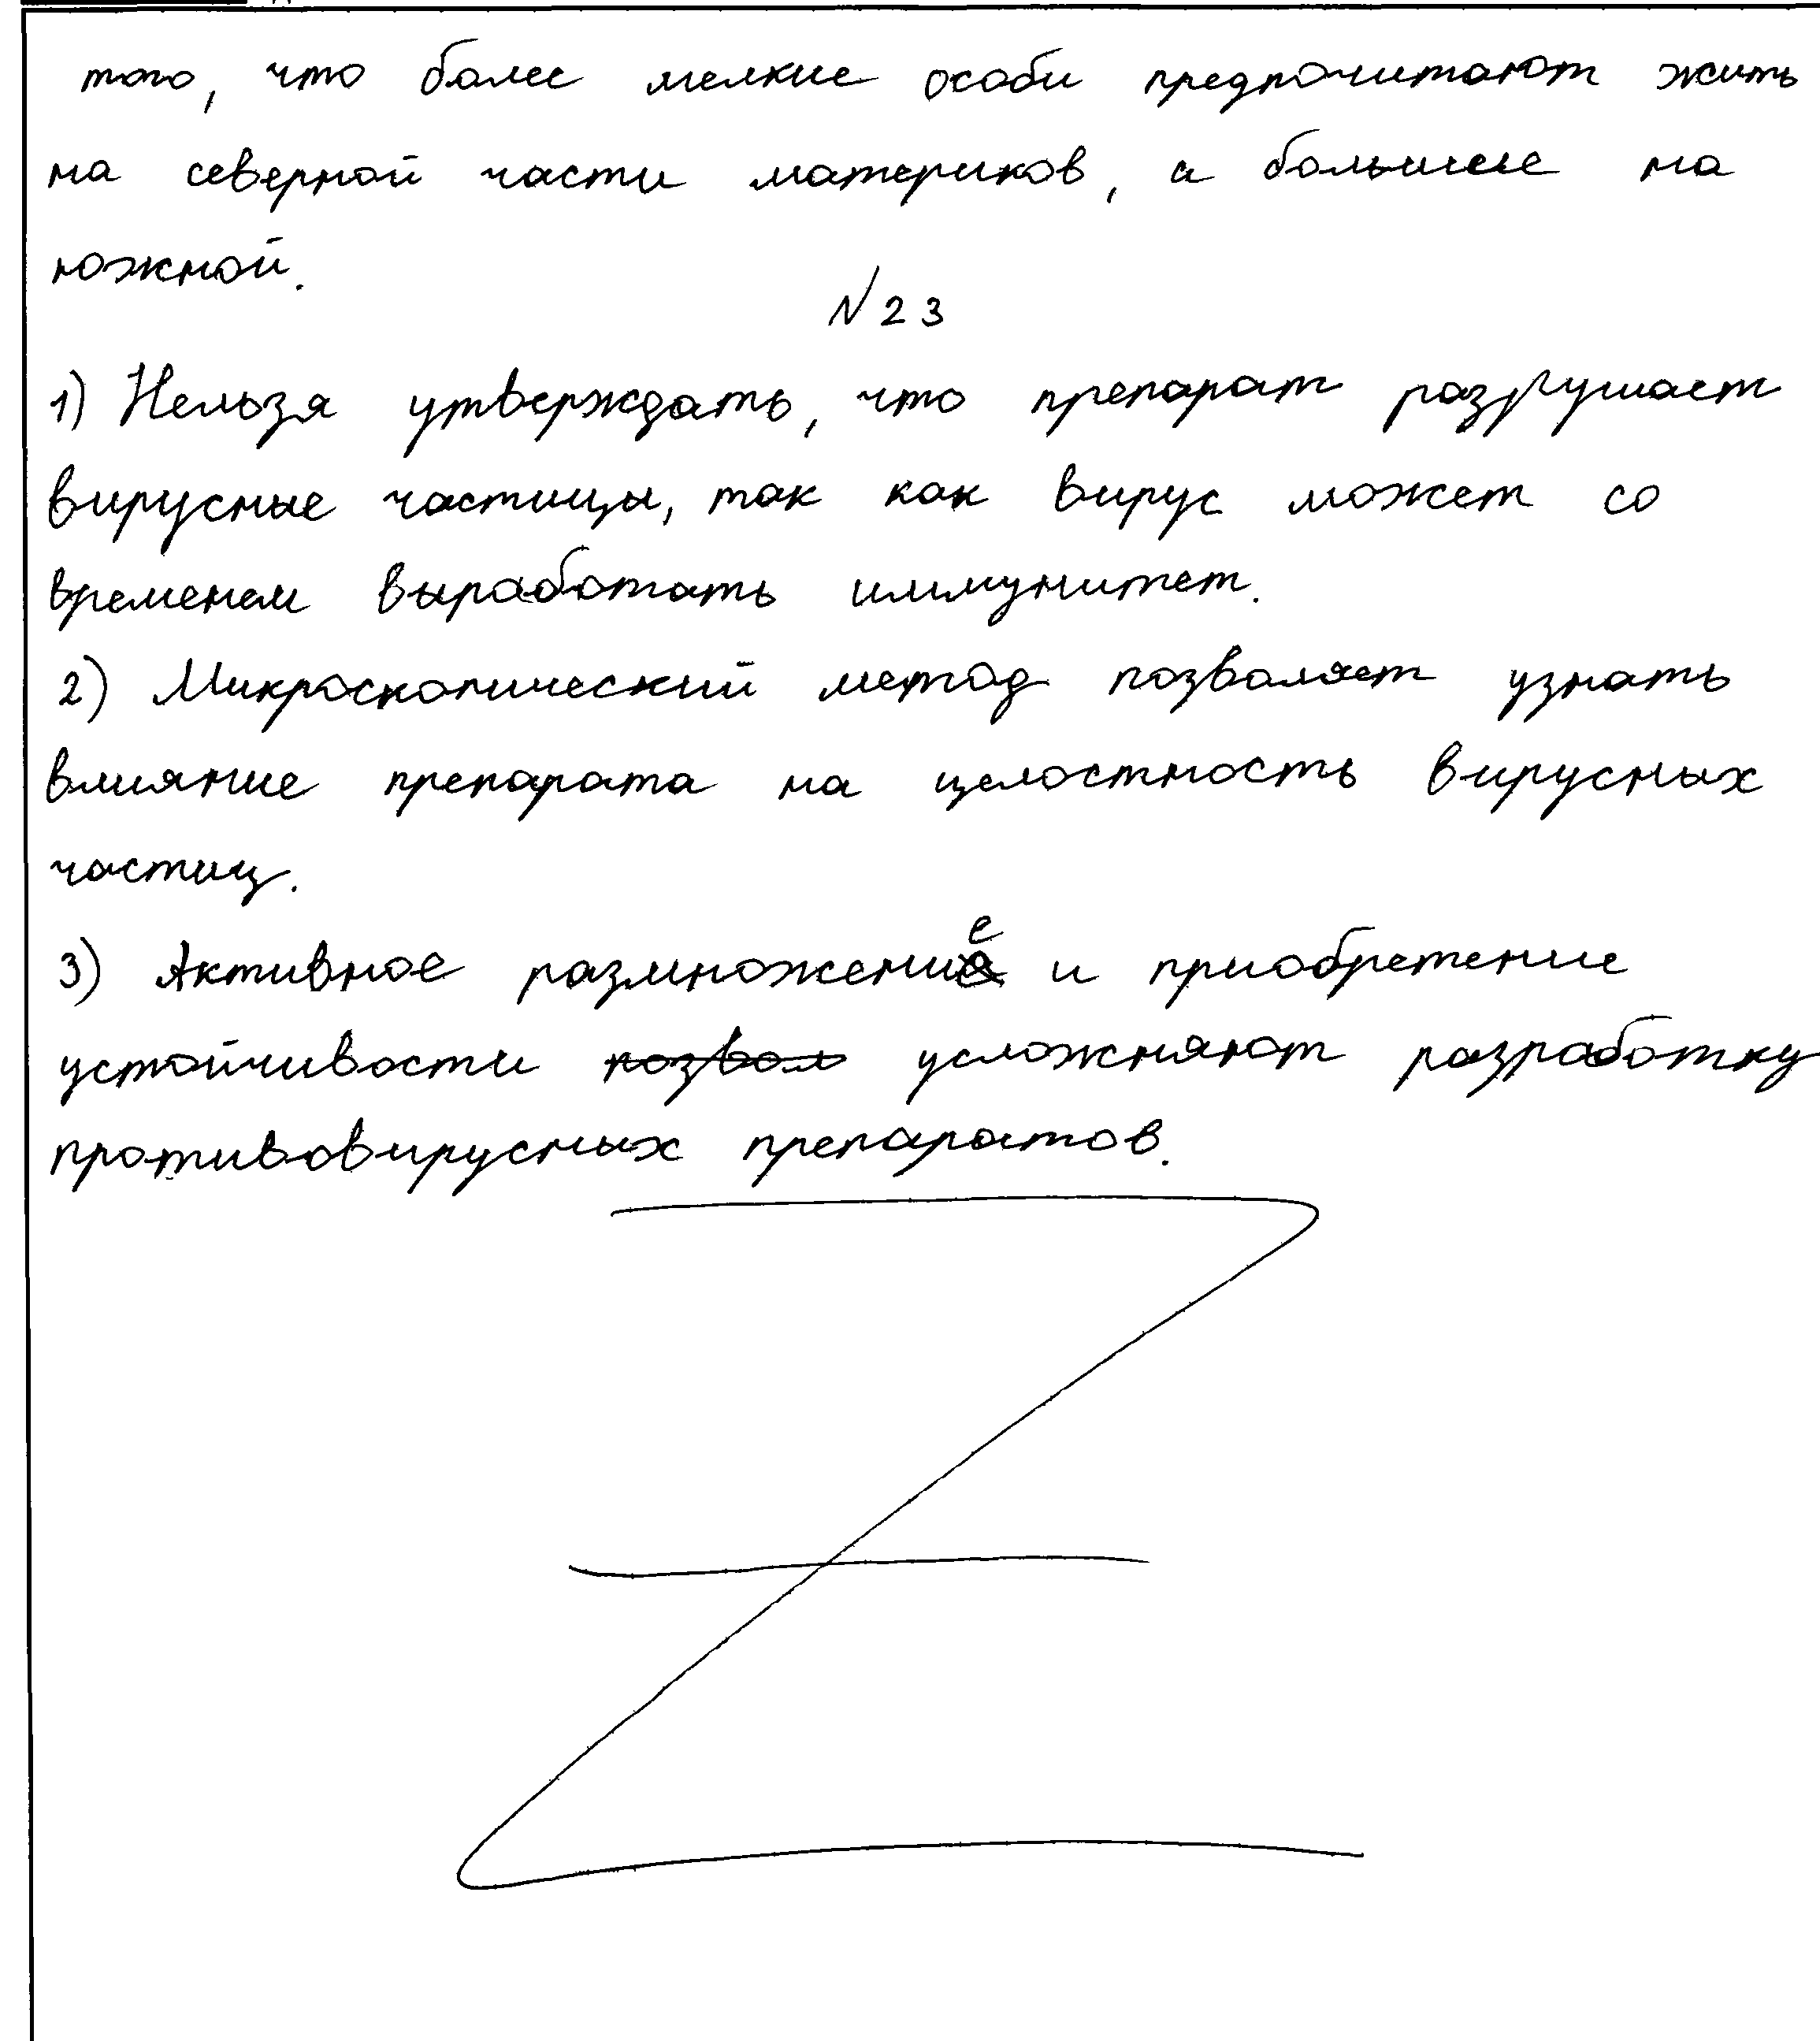 того, что более мелкие особи предпочитают жить
на северной части материков, а большие на
южной.
N23
1) Нельзя утверждать, что препарат разрушает
вирусные частицы, так как вирус может со
временем выработать иммунитет.
2) Микроскопический метод позволяет узнать
влияние препарата на целостность вирусных
частиц.
3) Активное размножение и приобретение
устойчивости позвол усложняют разработку
противовирусных препаратов.